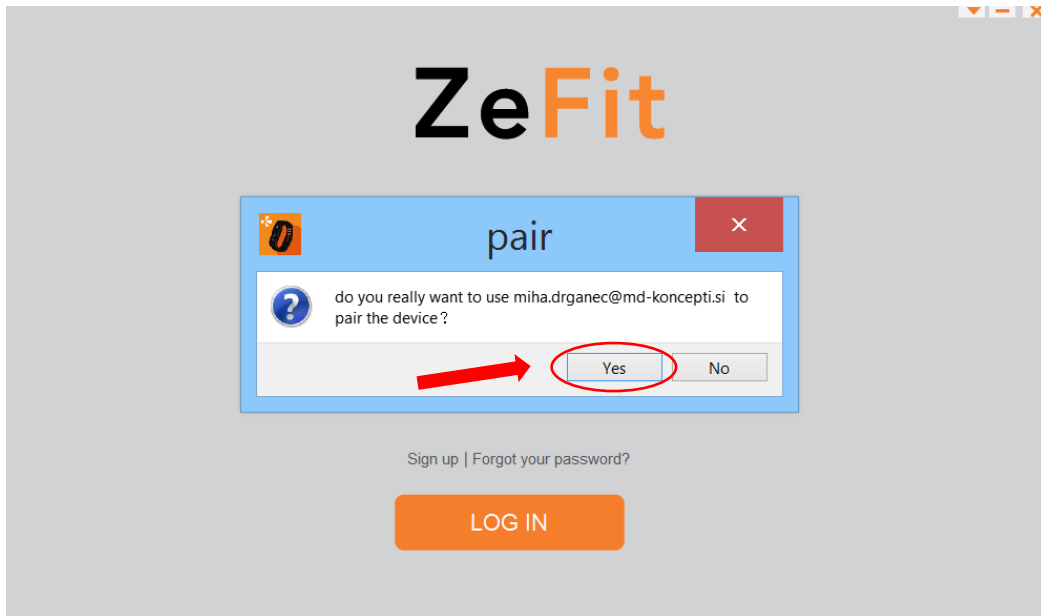 ZeFit
pair
do you really want to use miha.drganec@md-koncepti.si to
pair the device?
Yes No
Sign up | Forgot your password?
LOG IN